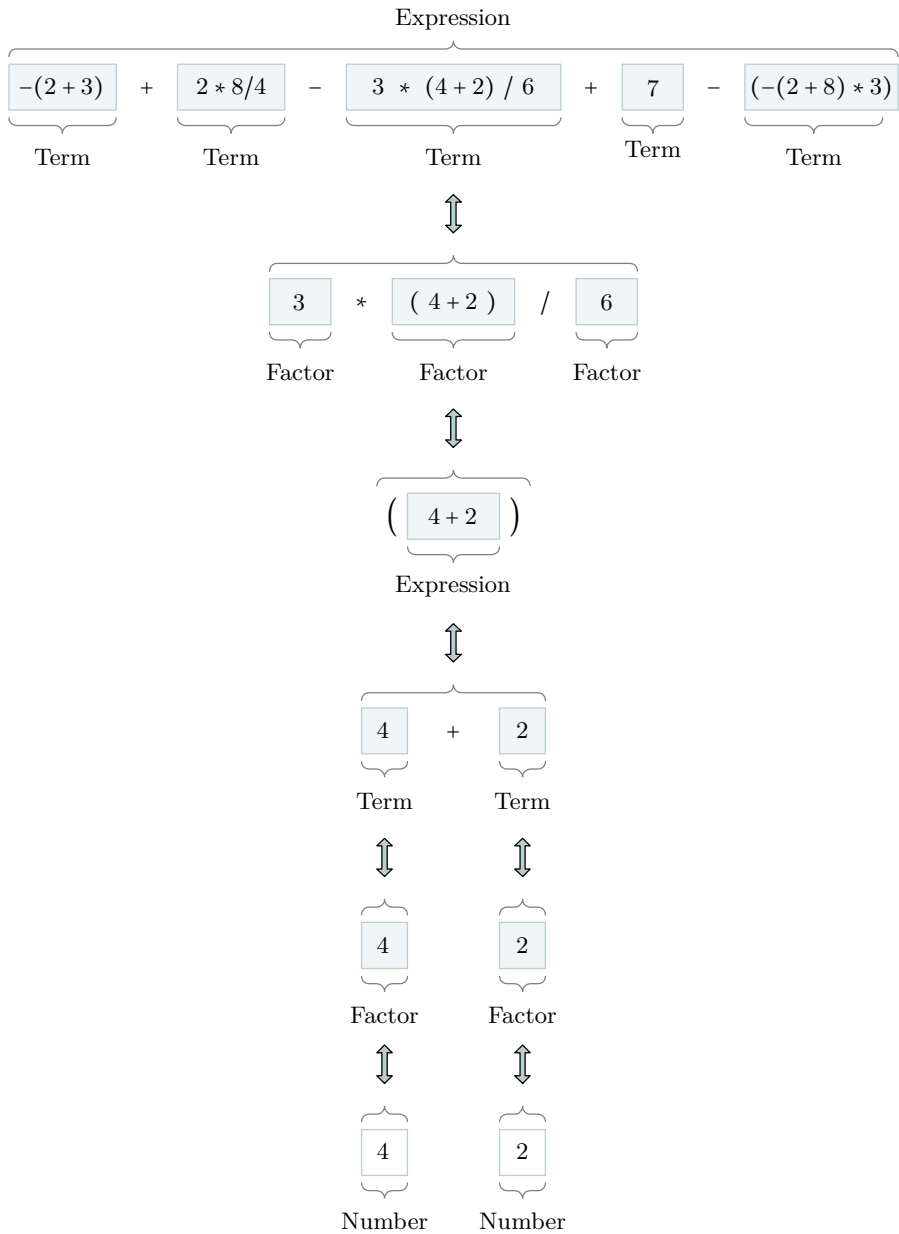 Expression
−(2 + 3) + 2 * 8/4 − 3 * (4 + 2) / 6 + 7 − (−(2 + 8) * 3)
Term Term Term Term Term
3 * ( 4 + 2 ) / 6
Factor Factor Factor
( 4 + 2 )
Expression
4 + 2
Term Term
4 2
Factor Factor
4 2
Number Number